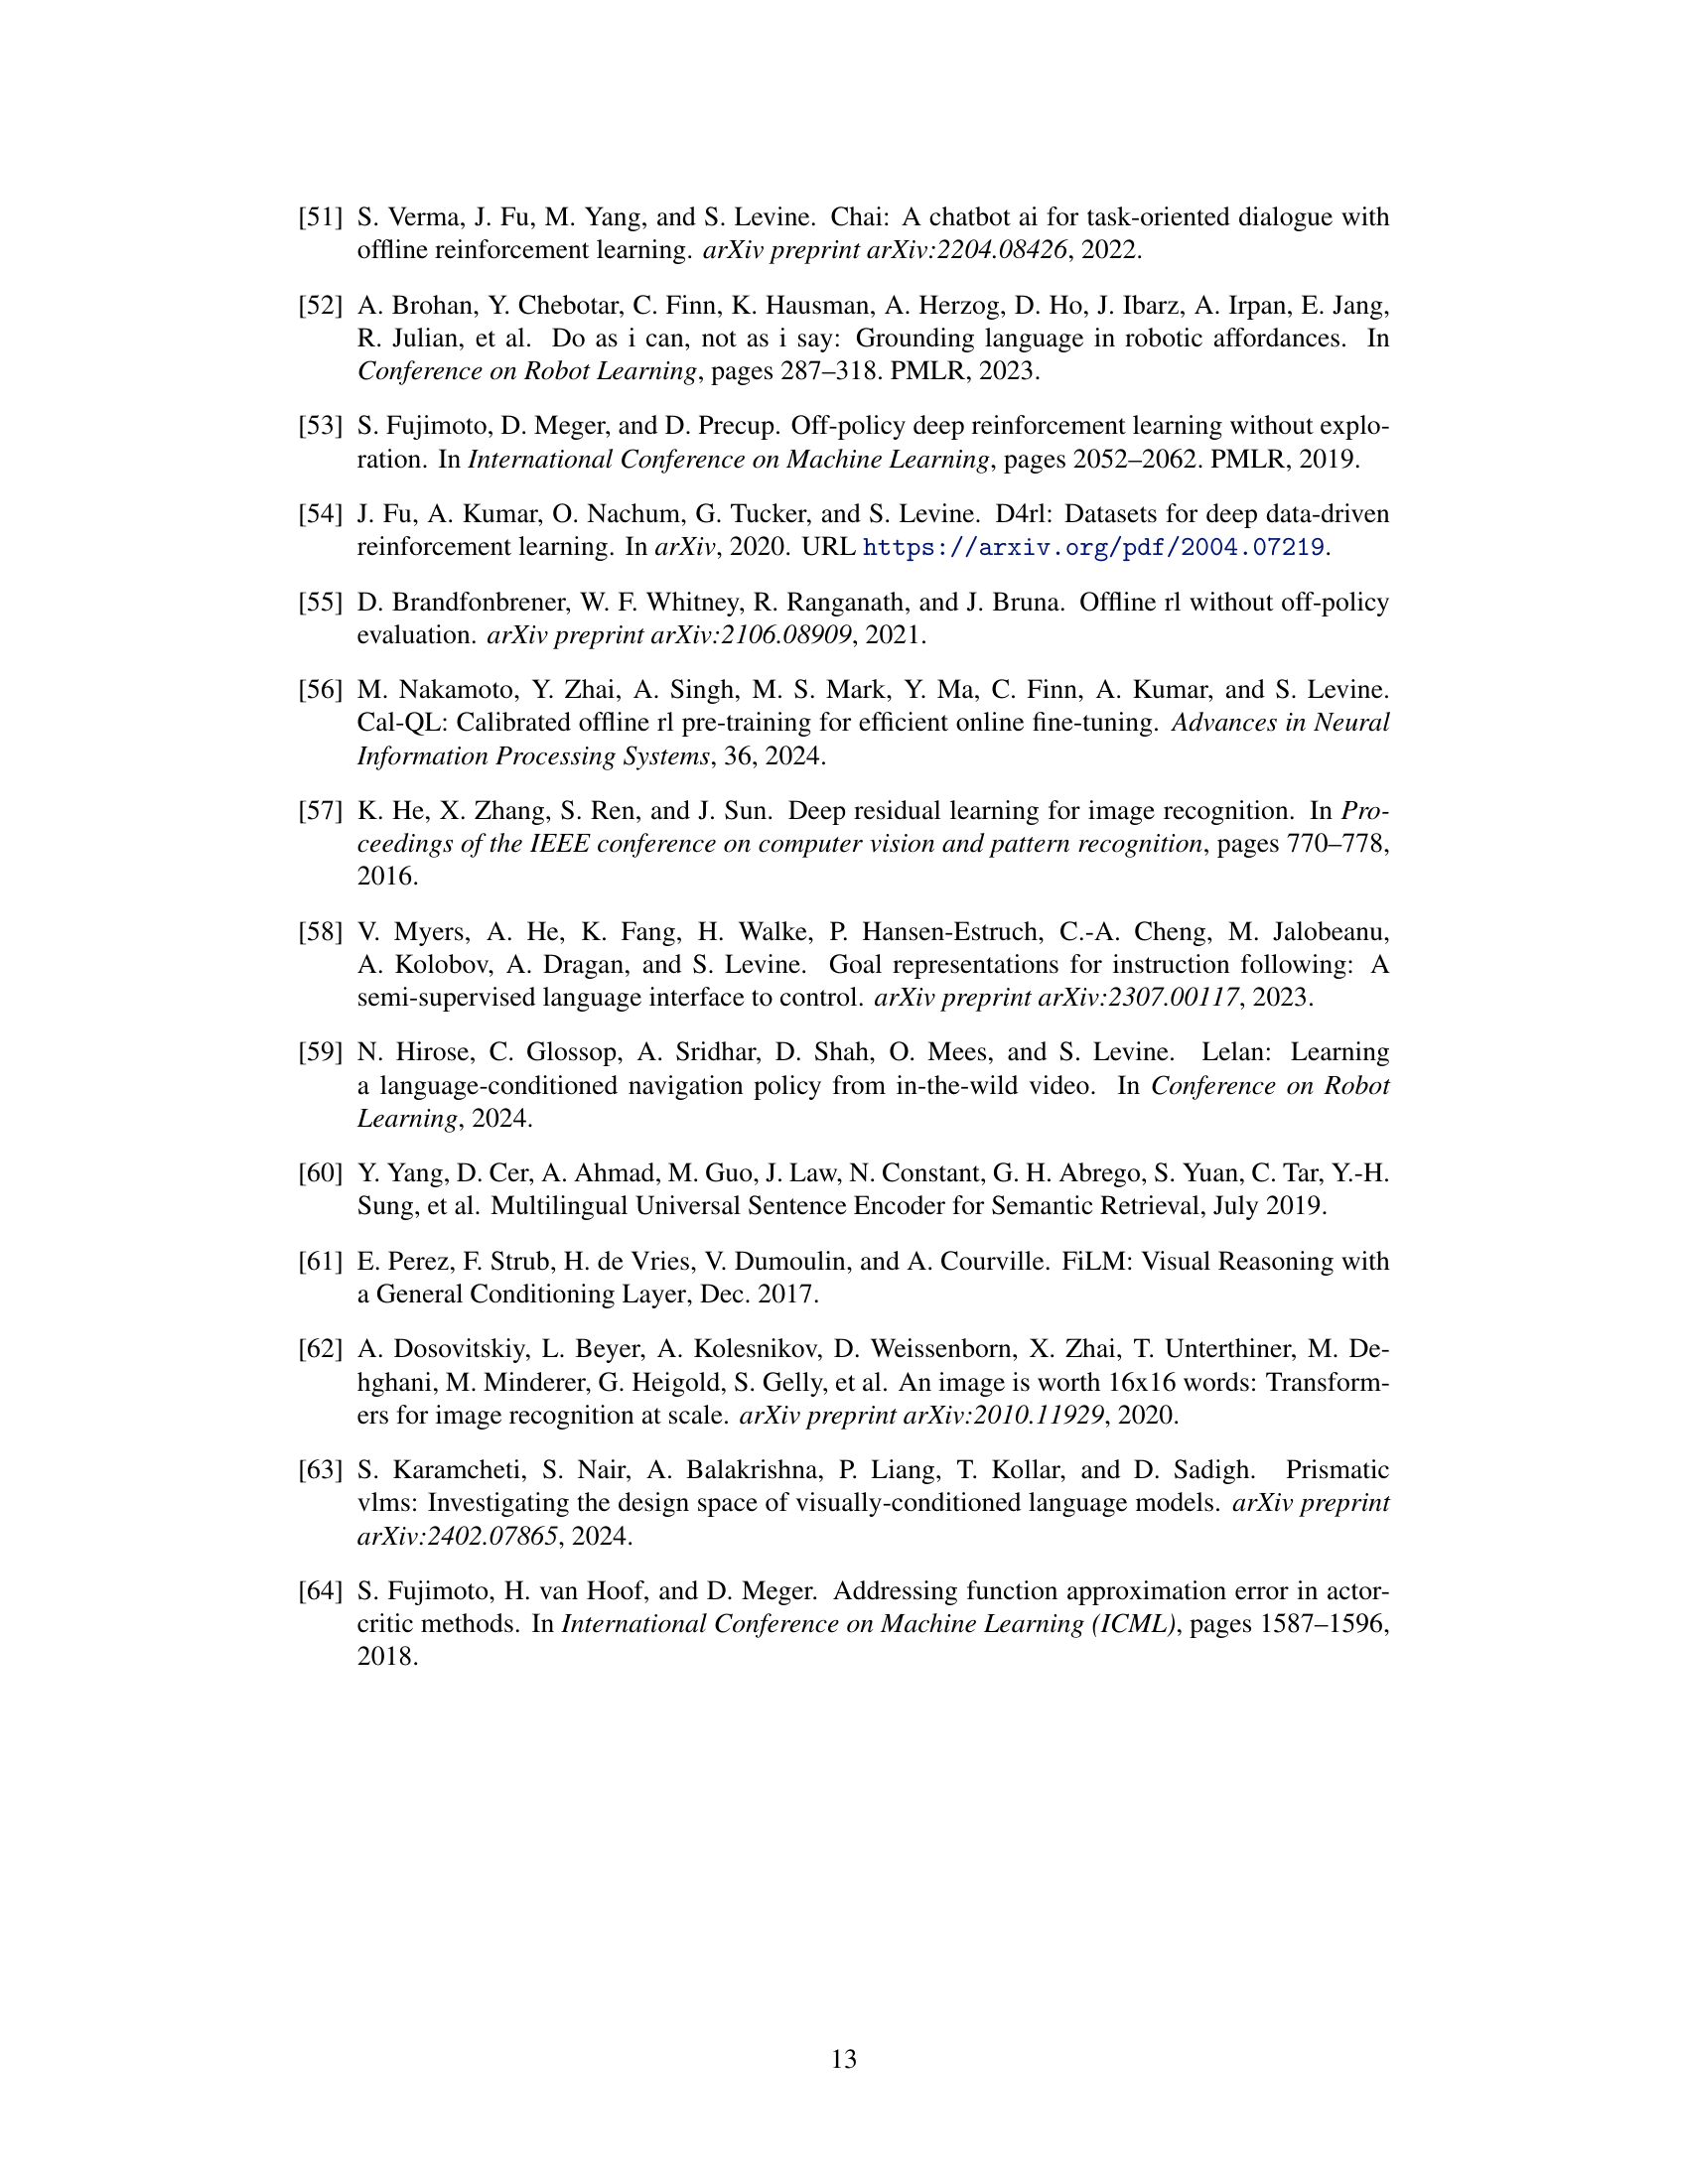 [51] S. Verma, J. Fu, M. Yang, and S. Levine. Chai: A chatbot ai for task-oriented dialogue with
offline reinforcement learning. arXiv preprint arXiv:2204.08426, 2022.
[52] A. Brohan, Y. Chebotar, C. Finn, K. Hausman, A. Herzog, D. Ho, J. Ibarz, A. Irpan, E. Jang,
R. Julian, et al. Do as i can, not as i say: Grounding language in robotic affordances. In
Conference on Robot Learning, pages 287–318. PMLR, 2023.
[53] S. Fujimoto, D. Meger, and D. Precup. Off-policy deep reinforcement learning without explo-
ration. In International Conference on Machine Learning, pages 2052–2062. PMLR, 2019.
[54] J. Fu, A. Kumar, O. Nachum, G. Tucker, and S. Levine. D4rl: Datasets for deep data-driven
reinforcement learning. In arXiv, 2020. URL https://arxiv.org/pdf/2004.07219.
[55] D. Brandfonbrener, W. F. Whitney, R. Ranganath, and J. Bruna. Offline rl without off-policy
evaluation. arXiv preprint arXiv:2106.08909, 2021.
[56] M. Nakamoto, Y. Zhai, A. Singh, M. S. Mark, Y. Ma, C. Finn, A. Kumar, and S. Levine.
Cal-QL: Calibrated offline rl pre-training for efficient online fine-tuning. Advances in Neural
Information Processing Systems, 36, 2024.
[57] K. He, X. Zhang, S. Ren, and J. Sun. Deep residual learning for image recognition. In Pro-
ceedings of the IEEE conference on computer vision and pattern recognition, pages 770–778,
2016.
[58] V. Myers, A. He, K. Fang, H. Walke, P. Hansen-Estruch, C.-A. Cheng, M. Jalobeanu,
A. Kolobov, A. Dragan, and S. Levine. Goal representations for instruction following: A
semi-supervised language interface to control. arXiv preprint arXiv:2307.00117, 2023.
[59] N. Hirose, C. Glossop, A. Sridhar, D. Shah, O. Mees, and S. Levine. Lelan: Learning
a language-conditioned navigation policy from in-the-wild video. In Conference on Robot
Learning, 2024.
[60] Y. Yang, D. Cer, A. Ahmad, M. Guo, J. Law, N. Constant, G. H. Abrego, S. Yuan, C. Tar, Y.-H.
Sung, et al. Multilingual Universal Sentence Encoder for Semantic Retrieval, July 2019.
[61] E. Perez, F. Strub, H. de Vries, V. Dumoulin, and A. Courville. FiLM: Visual Reasoning with
a General Conditioning Layer, Dec. 2017.
[62] A. Dosovitskiy, L. Beyer, A. Kolesnikov, D. Weissenborn, X. Zhai, T. Unterthiner, M. De-
hghani, M. Minderer, G. Heigold, S. Gelly, et al. An image is worth 16x16 words: Transform-
ers for image recognition at scale. arXiv preprint arXiv:2010.11929, 2020.
[63] S. Karamcheti, S. Nair, A. Balakrishna, P. Liang, T. Kollar, and D. Sadigh. Prismatic
vlms: Investigating the design space of visually-conditioned language models. arXiv preprint
arXiv:2402.07865, 2024.
[64] S. Fujimoto, H. van Hoof, and D. Meger. Addressing function approximation error in actor-
critic methods. In International Conference on Machine Learning (ICML), pages 1587–1596,
2018.
13